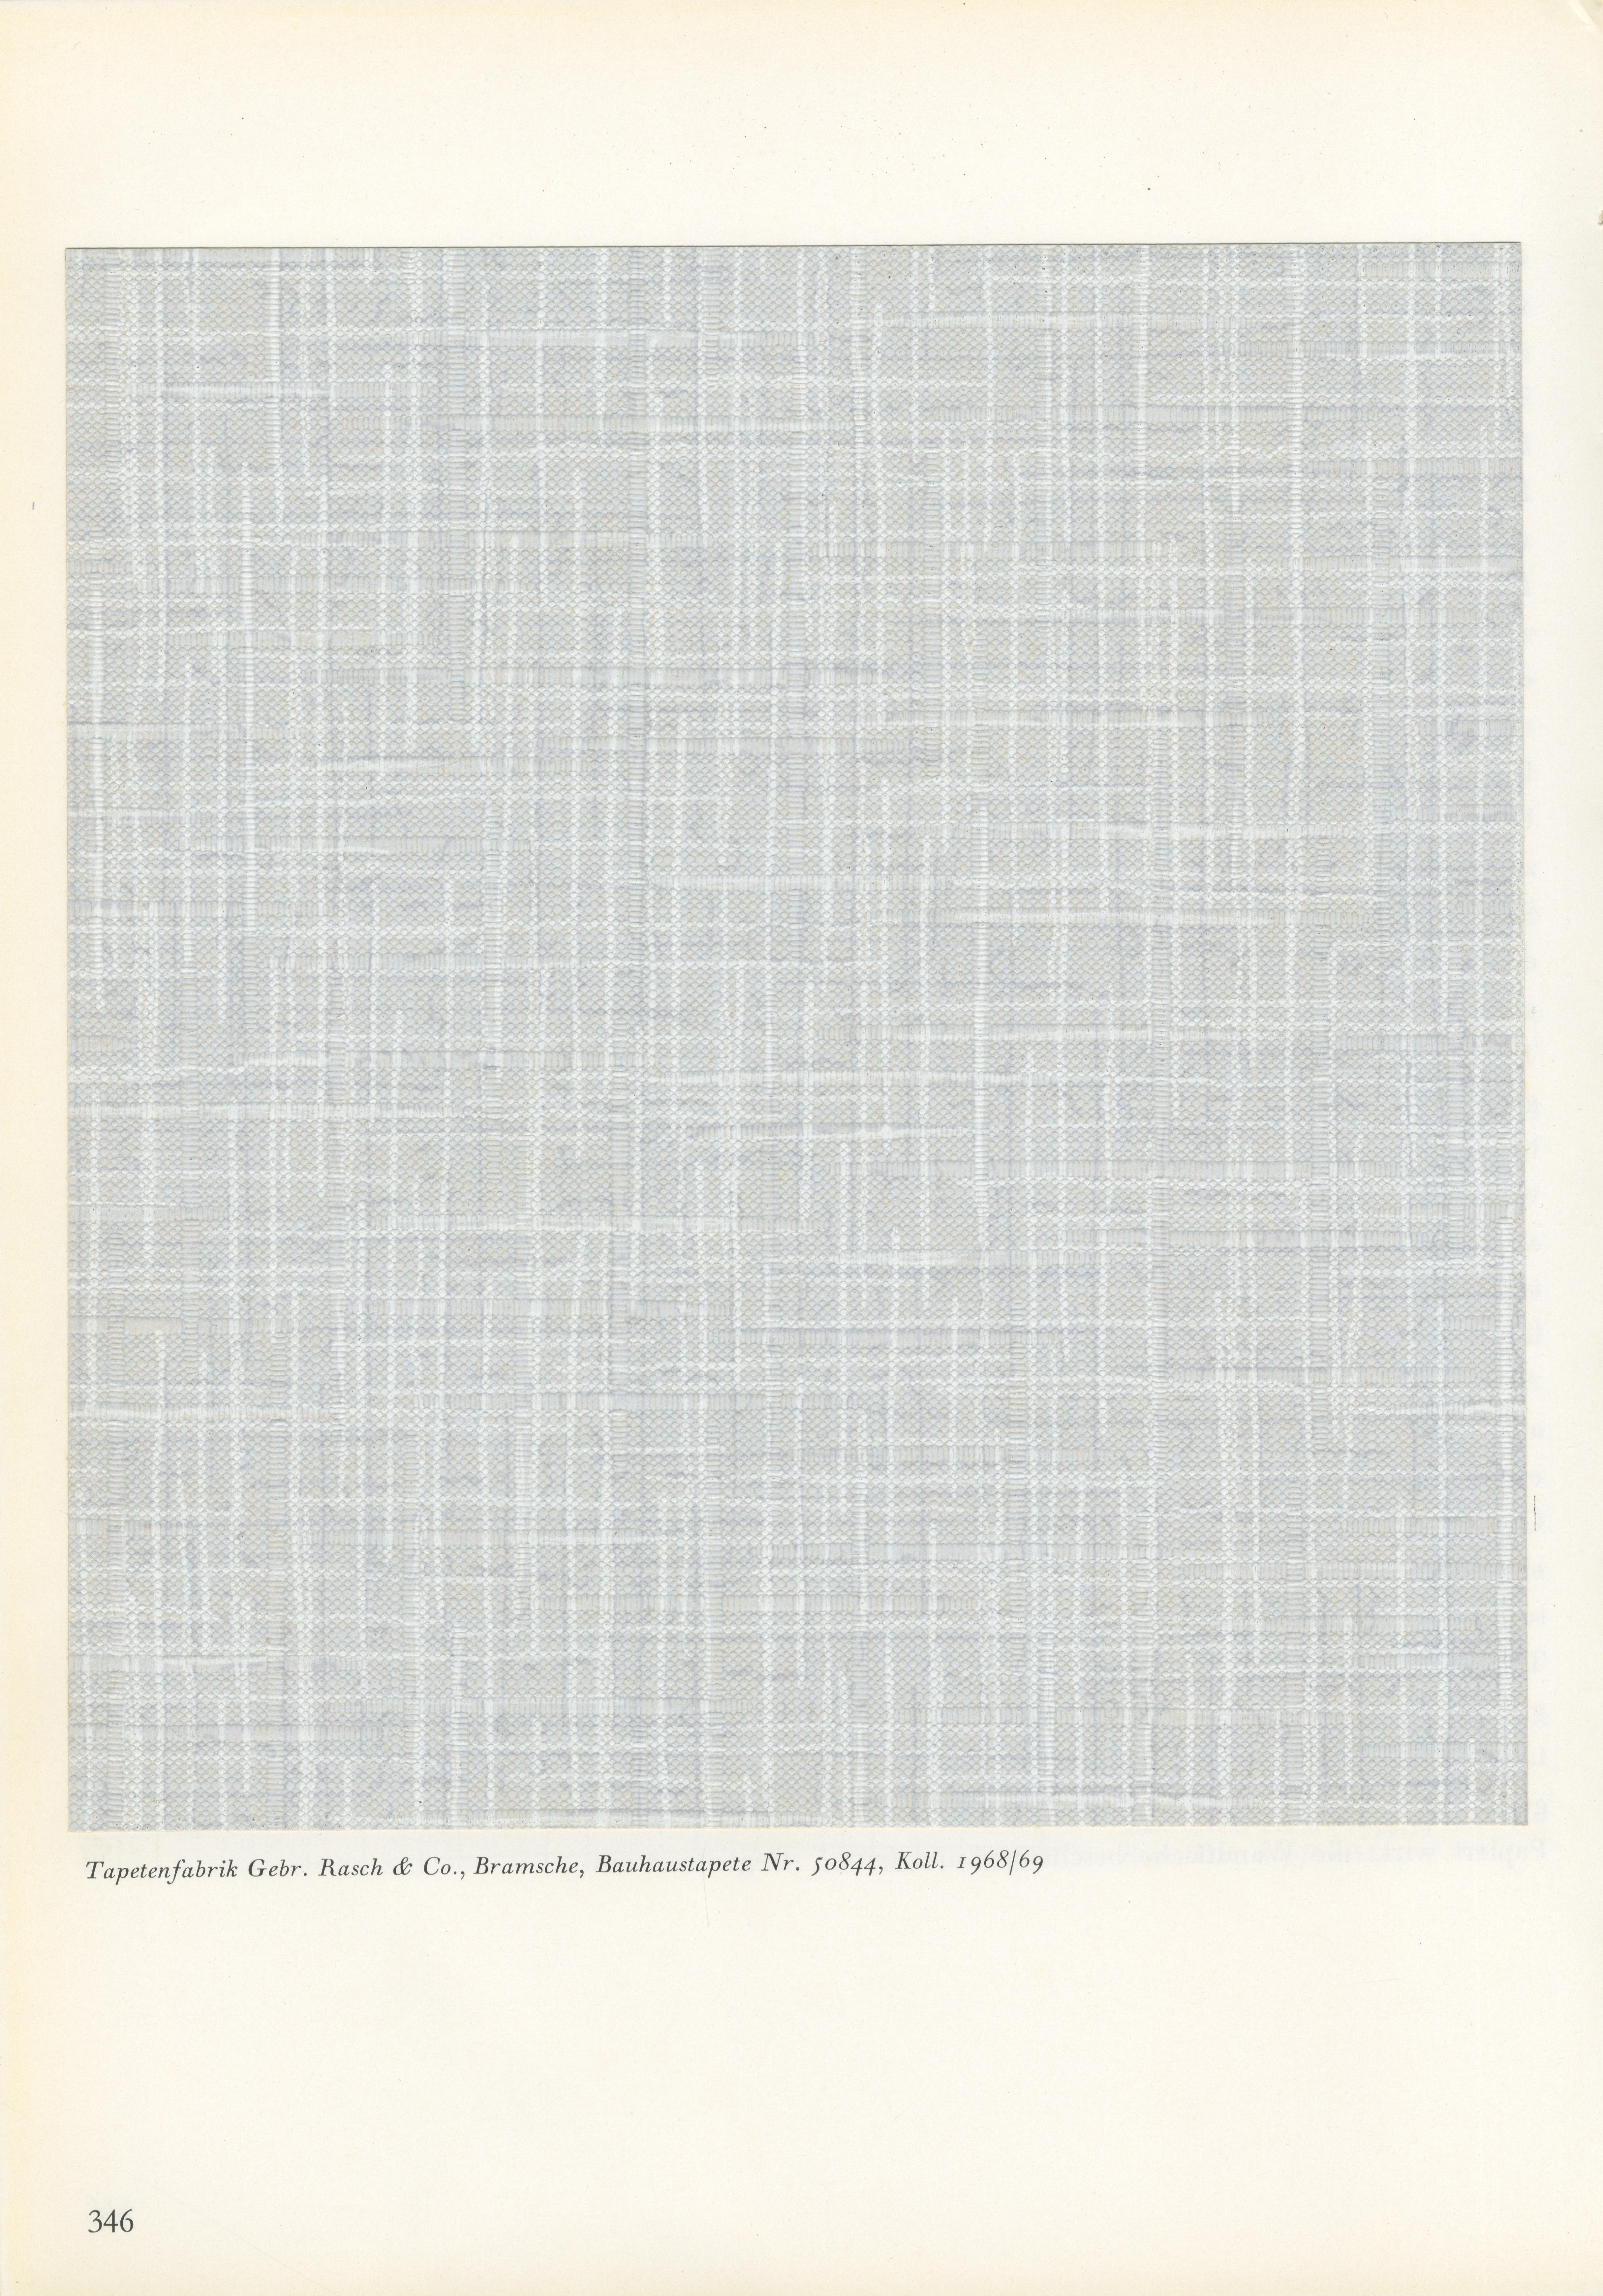 Tapetenfabrik Gebr. Rasch & Co., Bramsche, Bauhaustapete Nr. 50844, Koll. 1968/69
346